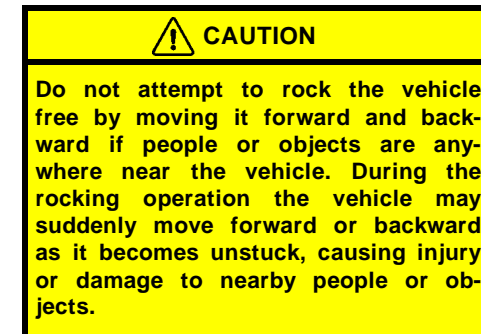 CAUTION
Do not attempt to rock the vehicle
free by moving it forward and back-
ward if people or objects are any-
where near the vehicle. During the
rocking operation the vehicle may
suddenly move forward or backward
as it becomes unstuck, causing injury
or damage to nearby people or ob-
jects.